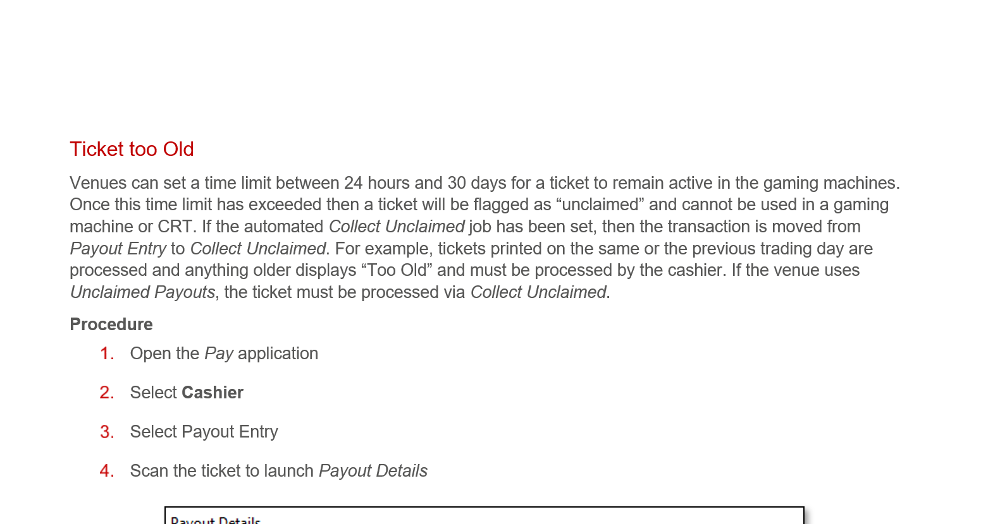 Ticket too Old
Venues can set a time limit between 24 hours and 30 days for a ticket to remain active in the gaming machines.
Once this time limit has exceeded then a ticket will be flagged as “unclaimed” and cannot be used in a gaming
machine or CRT. If the automated Collect Unclaimed job has been set, then the transaction is moved from
Payout Entry to Collect Unclaimed. For example, tickets printed on the same or the previous trading day are
processed and anything older displays “Too Old” and must be processed by the cashier. If the venue uses
Unclaimed Payouts, the ticket must be processed via Collect Unclaimed.
Procedure
1. Open the Pay application
2. Select Cashier
3. Select Payout Entry
4. Scan the ticket to launch Payout Details
Payout Details